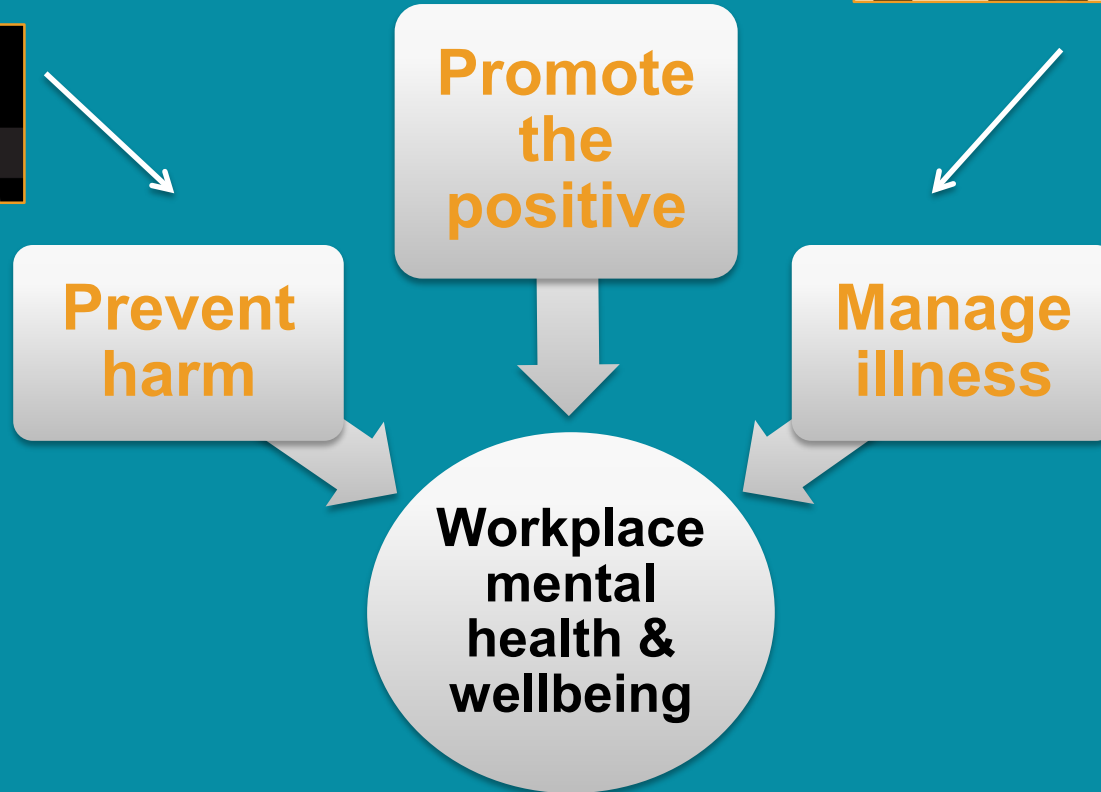 Promote
the
positive
Prevent
harm
Manage
illness
Workplace
mental
health &
wellbeing